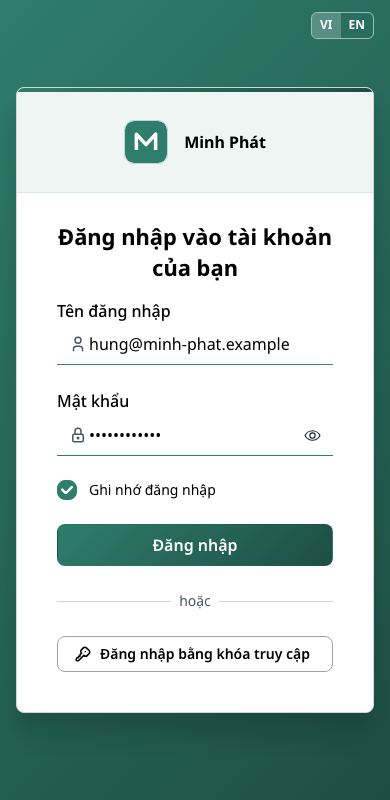 VI EN
Minh Phát
Đăng nhập vào tài khoản
của bạn
Tên đăng nhập
hung@minh-phat.example
Mật khẩu
••••••••••••
Ghi nhớ đăng nhập
Đăng nhập
hoặc
Đăng nhập bằng khóa truy cập